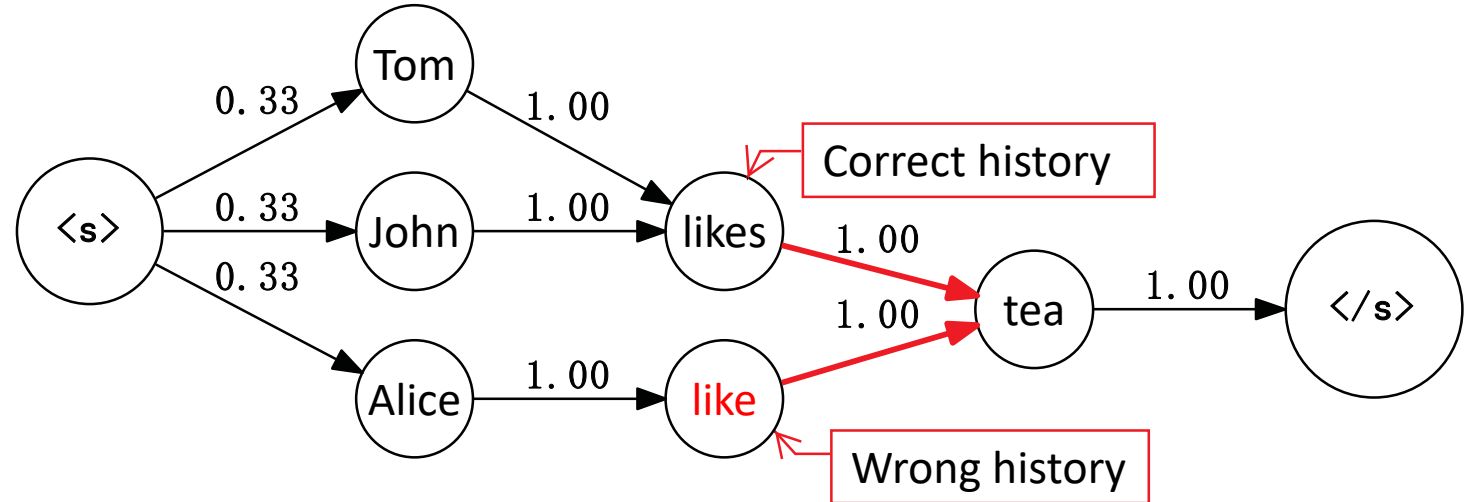 Tom
0.33
1.00
Correct history
<s>
0.33
John
1.00
likes
1.00
0.33
1.00
tea
1.00
</s>
Alice
1.00
like
Wrong history